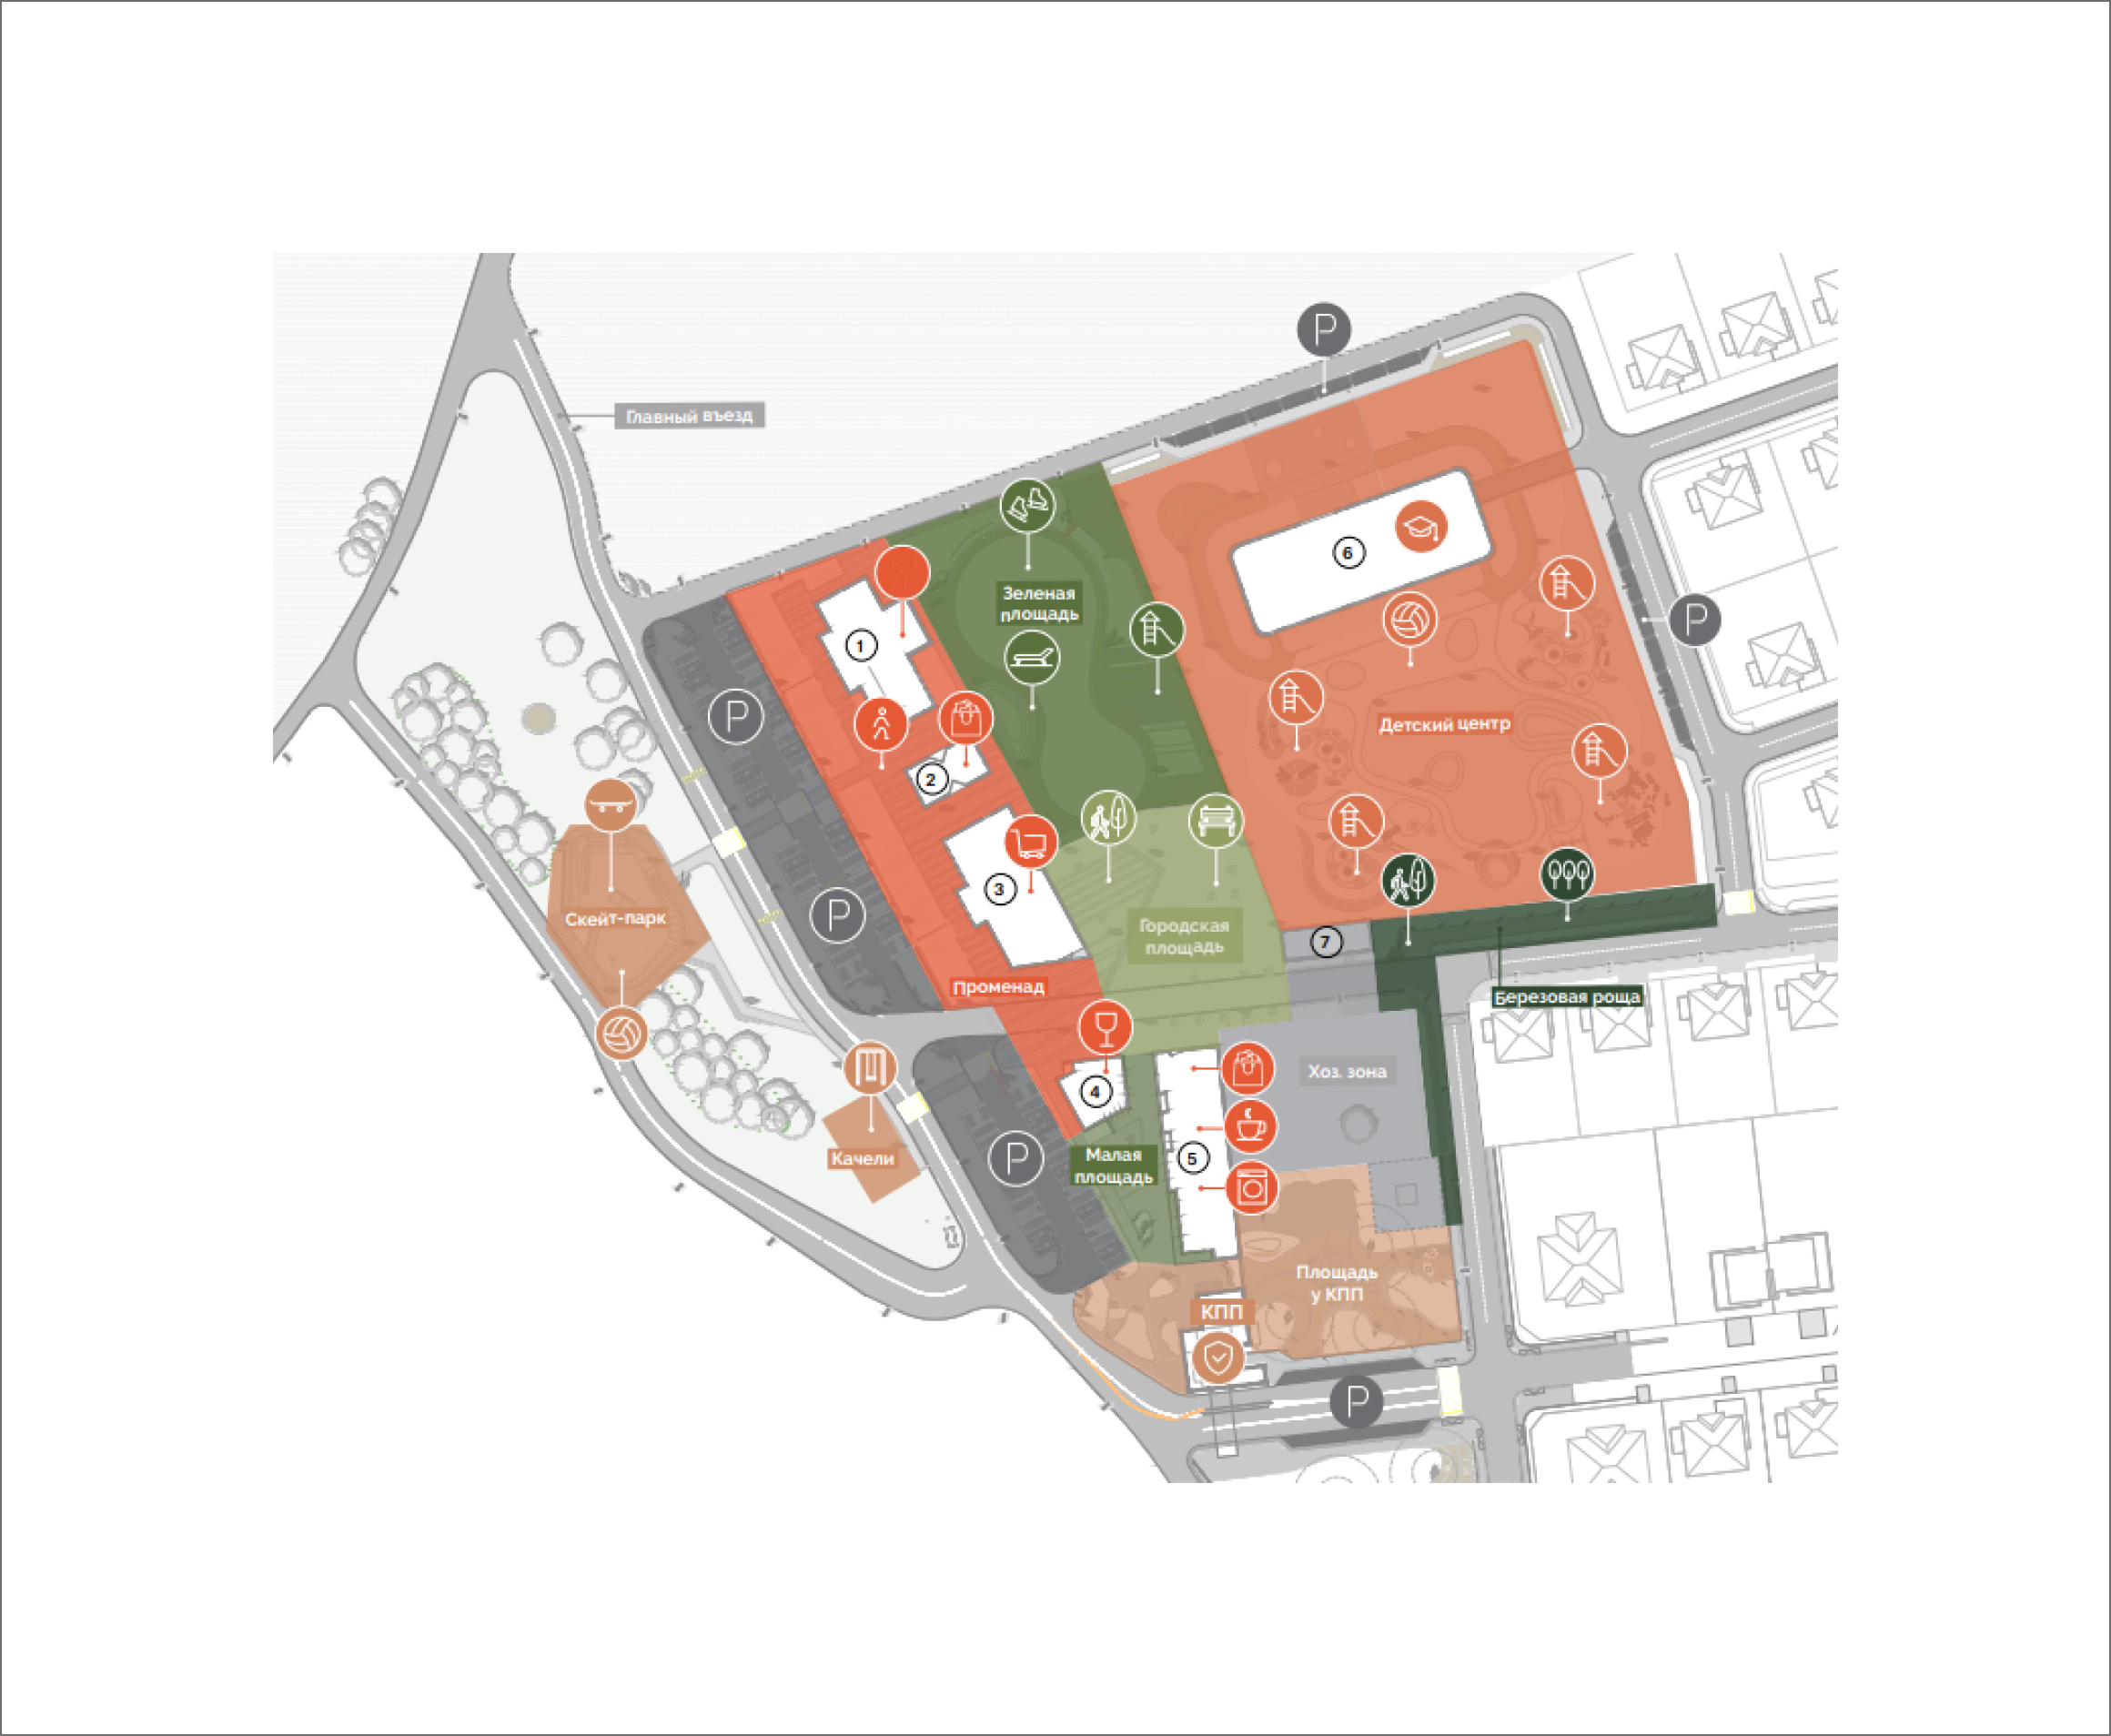 P
Главный въезд
Зеленая
площадь
6
P
1
P
Детский центр
2
3
P
Скейт-парк
Городская
площадь
7
Променад
Березовая роща
Хоз. зона
4
P
Качели
Малая
площадь
5
Площадь
у КПП
КПП
P